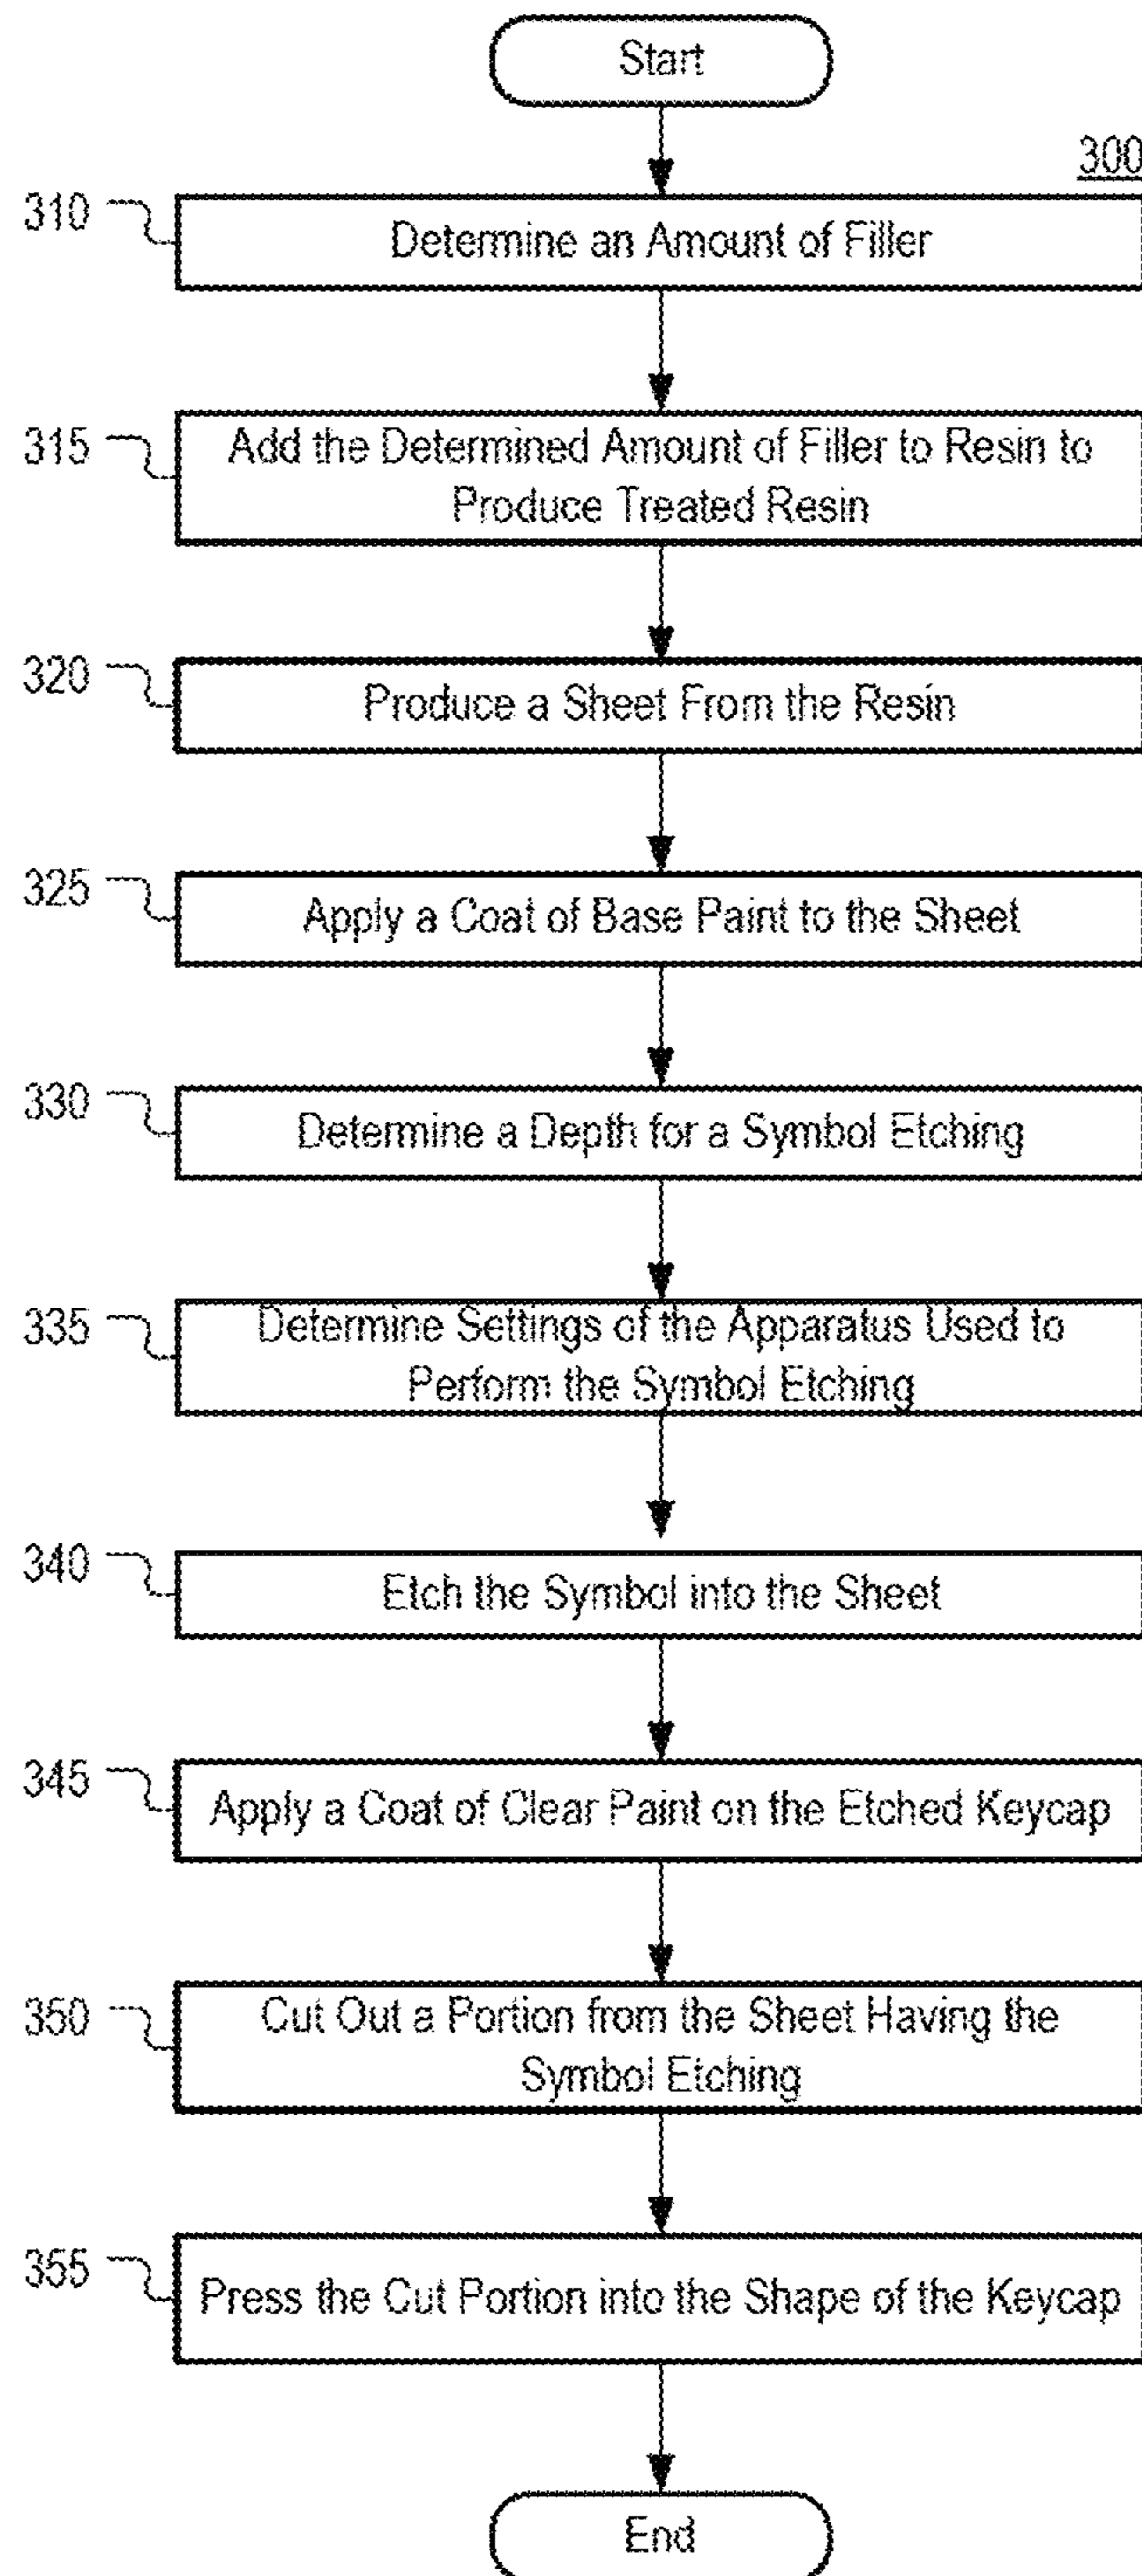 Start
300
310
Determine an Amount of Filler
315
Add the Determined Amount of Filler to Resin to
Produce Treated Resin
320
Produce a Sheet From the Resin
325
Apply a Coat of Base Paint to the Sheet
330
Determine a Depth for a Symbol Etching
335
Determine Settings of the Apparatus Used to
Perform the Symbol Etching
340
Etch the Symbol into the Sheet
345
Apply a Coat of Clear Paint on the Etched Keycap
350
Cut Out a Portion from the Sheet Having the
Symbol Etching
355
Press the Cut Portion into the Shape of the Keycap
End